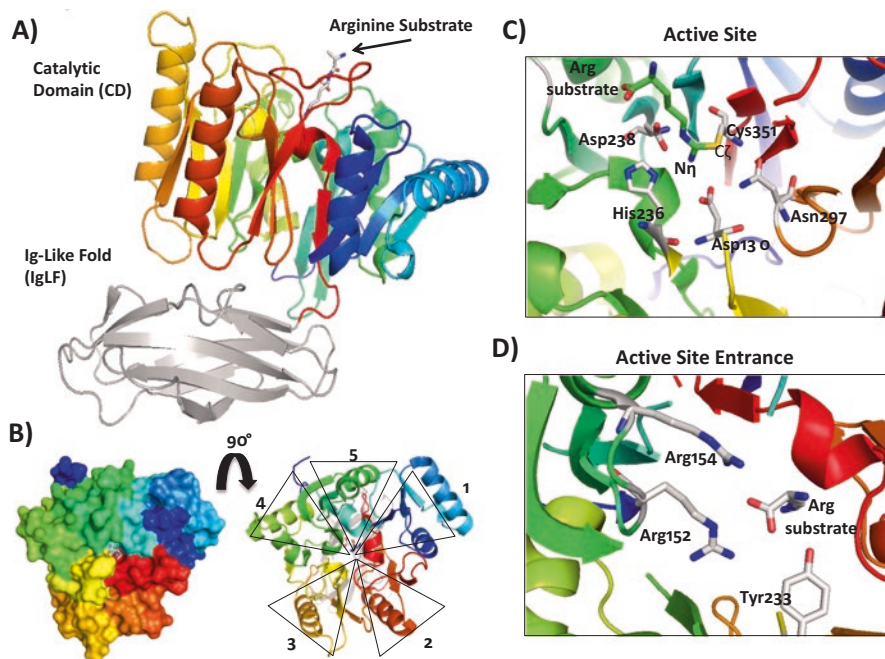 A)
Arginine Substrate
Catalytic
Domain (CD)
Ig-Like Fold
(IgLF)
B)
90°
5
4
1
3
2
C)
Active Site
Arg
substrate
Asp238
Cys351
Cζ
Nη
His236
Asn297
Asp130
D)
Active Site Entrance
Arg154
Arg
substrate
Arg152
Tyr233